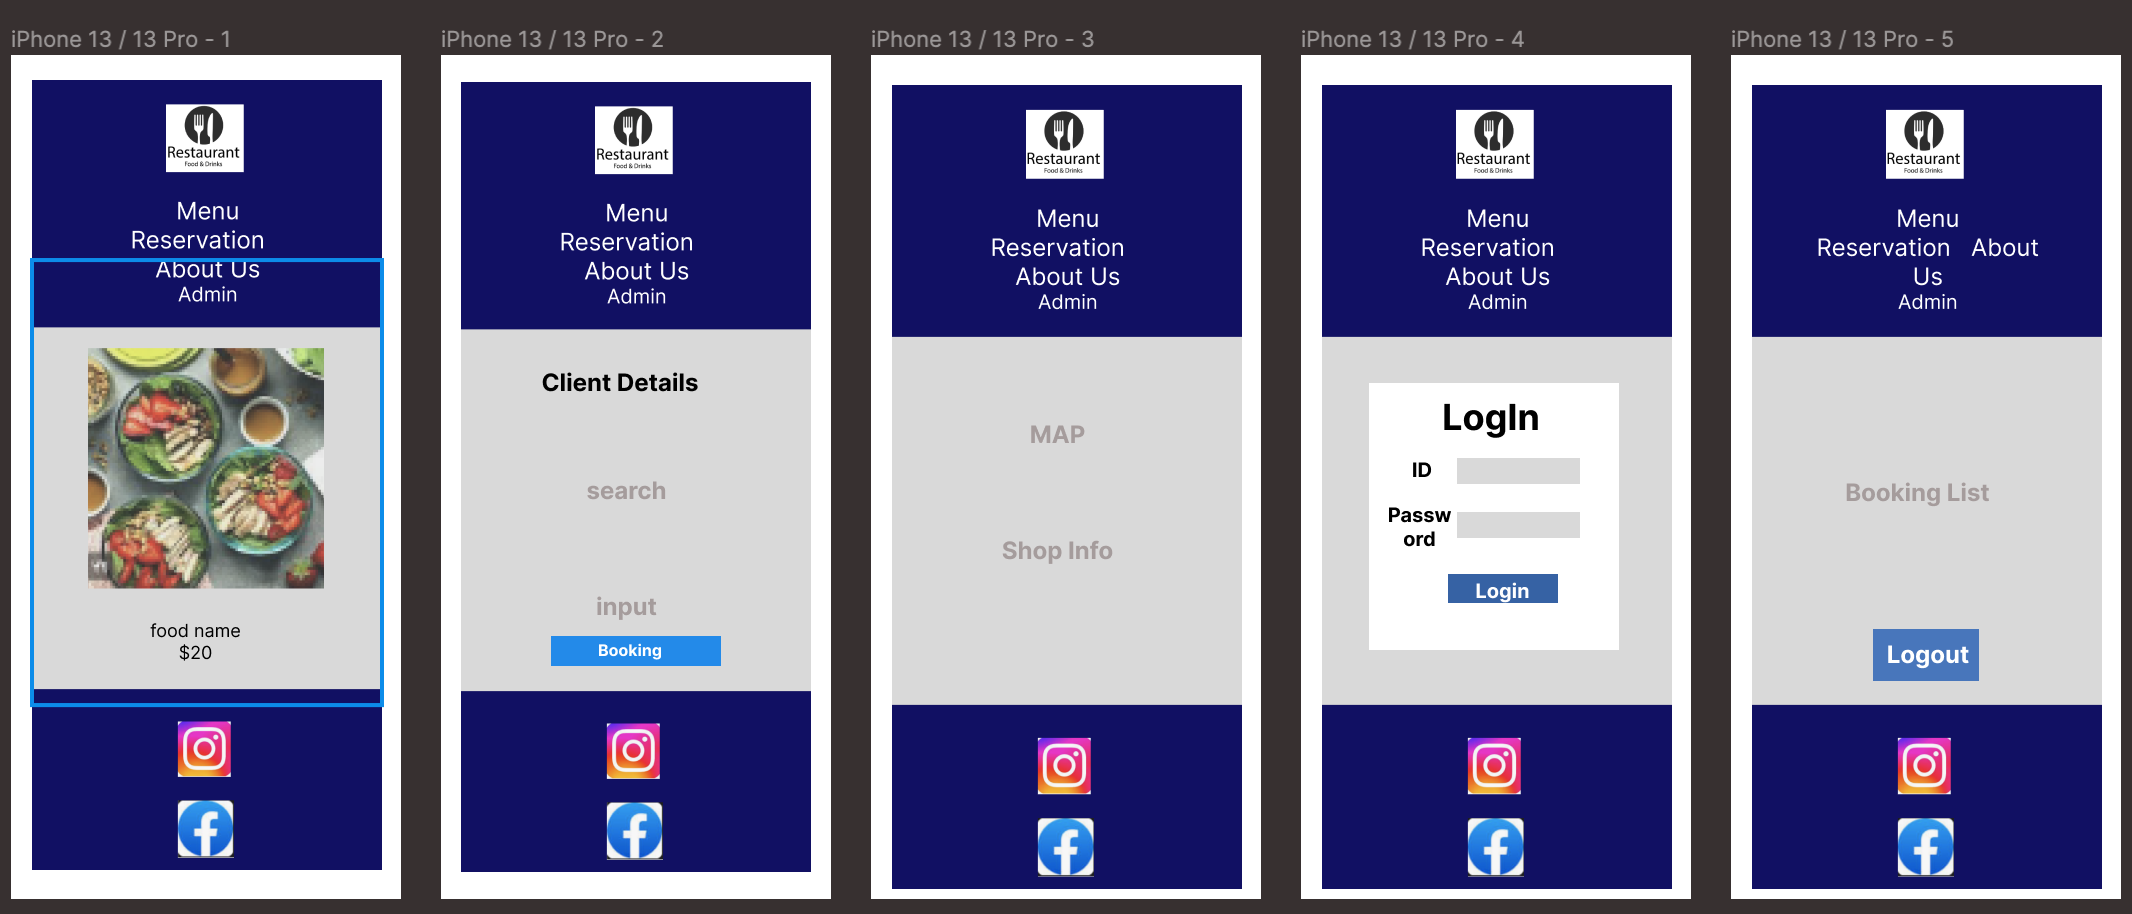 iPhone 13 / 13 Pro - 1
Restaurant
Food & Drinks
Menu
Reservation
About Us
Admin
food name
$20
iPhone 13 / 13 Pro - 2
Restaurant
Food & Drinks
Menu
Reservation
About Us
Admin
Client Details
search
input
Booking
iPhone 13 / 13 Pro - 3
Restaurant
Food & Drinks
Menu
Reservation
About Us
Admin
MAP
Shop Info
iPhone 13 / 13 Pro - 4
Restaurant
Food & Drinks
Menu
Reservation
About Us
Admin
LogIn
ID
Passw
ord
Login
iPhone 13 / 13 Pro - 5
Restaurant
Food & Drinks
Menu
Reservation About
Us
Admin
Booking List
Logout